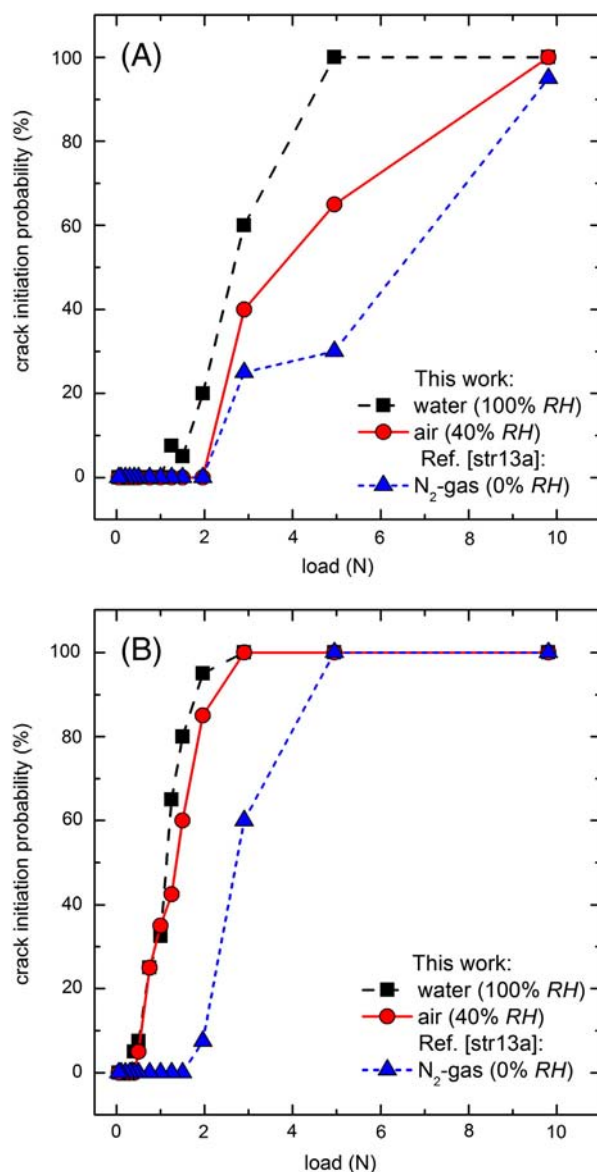 (A)
100
80
60
40
20
0
crack initiation probability (%)
This work:
water (100% RH)
air (40% RH)
Ref. [str13a]:
N₂-gas (0% RH)
0 2 4 6 8 10
load (N)
(B)
100
80
60
40
20
0
crack initiation probability (%)
This work:
water (100% RH)
air (40% RH)
Ref. [str13a]:
N₂-gas (0% RH)
0 2 4 6 8 10
load (N)